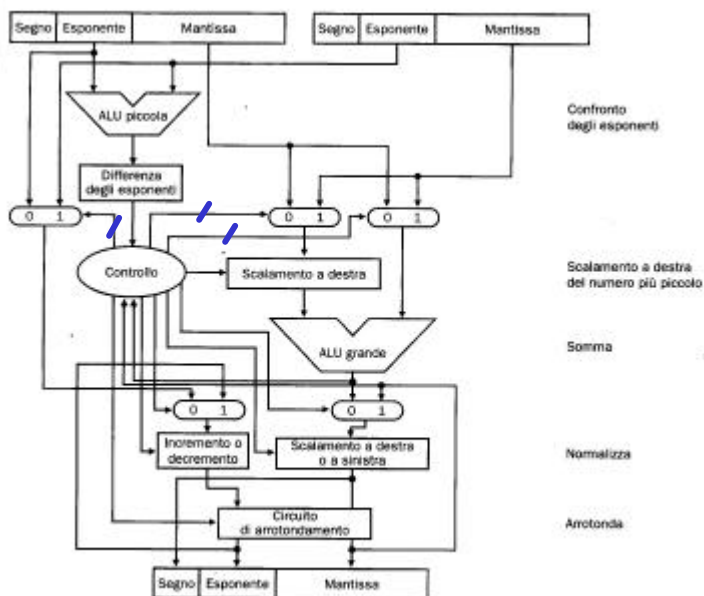 Segno Esponente Mantissa
Segno Esponente Mantissa
ALU piccola
Confronto
degli esponenti
Differenza
degli esponenti
0 1
0 1
0 1
Controllo
Scalamento a destra
Scalamento a destra
del numero più piccolo
ALU grande
Somma
0 1
0 1
Incremento o
decremento
Scalamento a destra
o a sinistra
Normalizza
Circuito
di arrotondamento
Arrotonda
Segno Esponente Mantissa